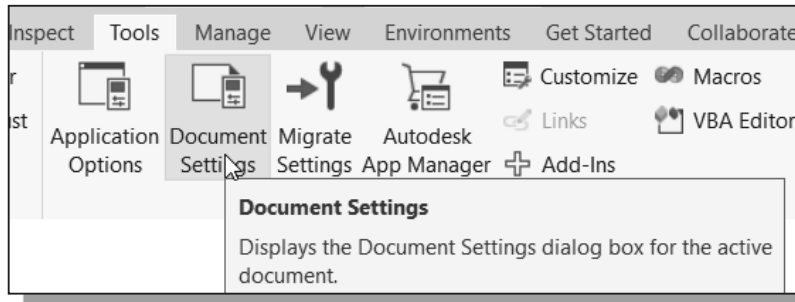 Inspect Tools Manage View Environments Get Started Collaborate
r
ist
Application Options
Document Settings
Migrate Settings
Autodesk App Manager
Customize
Links
Add-Ins
Macros
VBA Editor
Document Settings
Displays the Document Settings dialog box for the active
document.